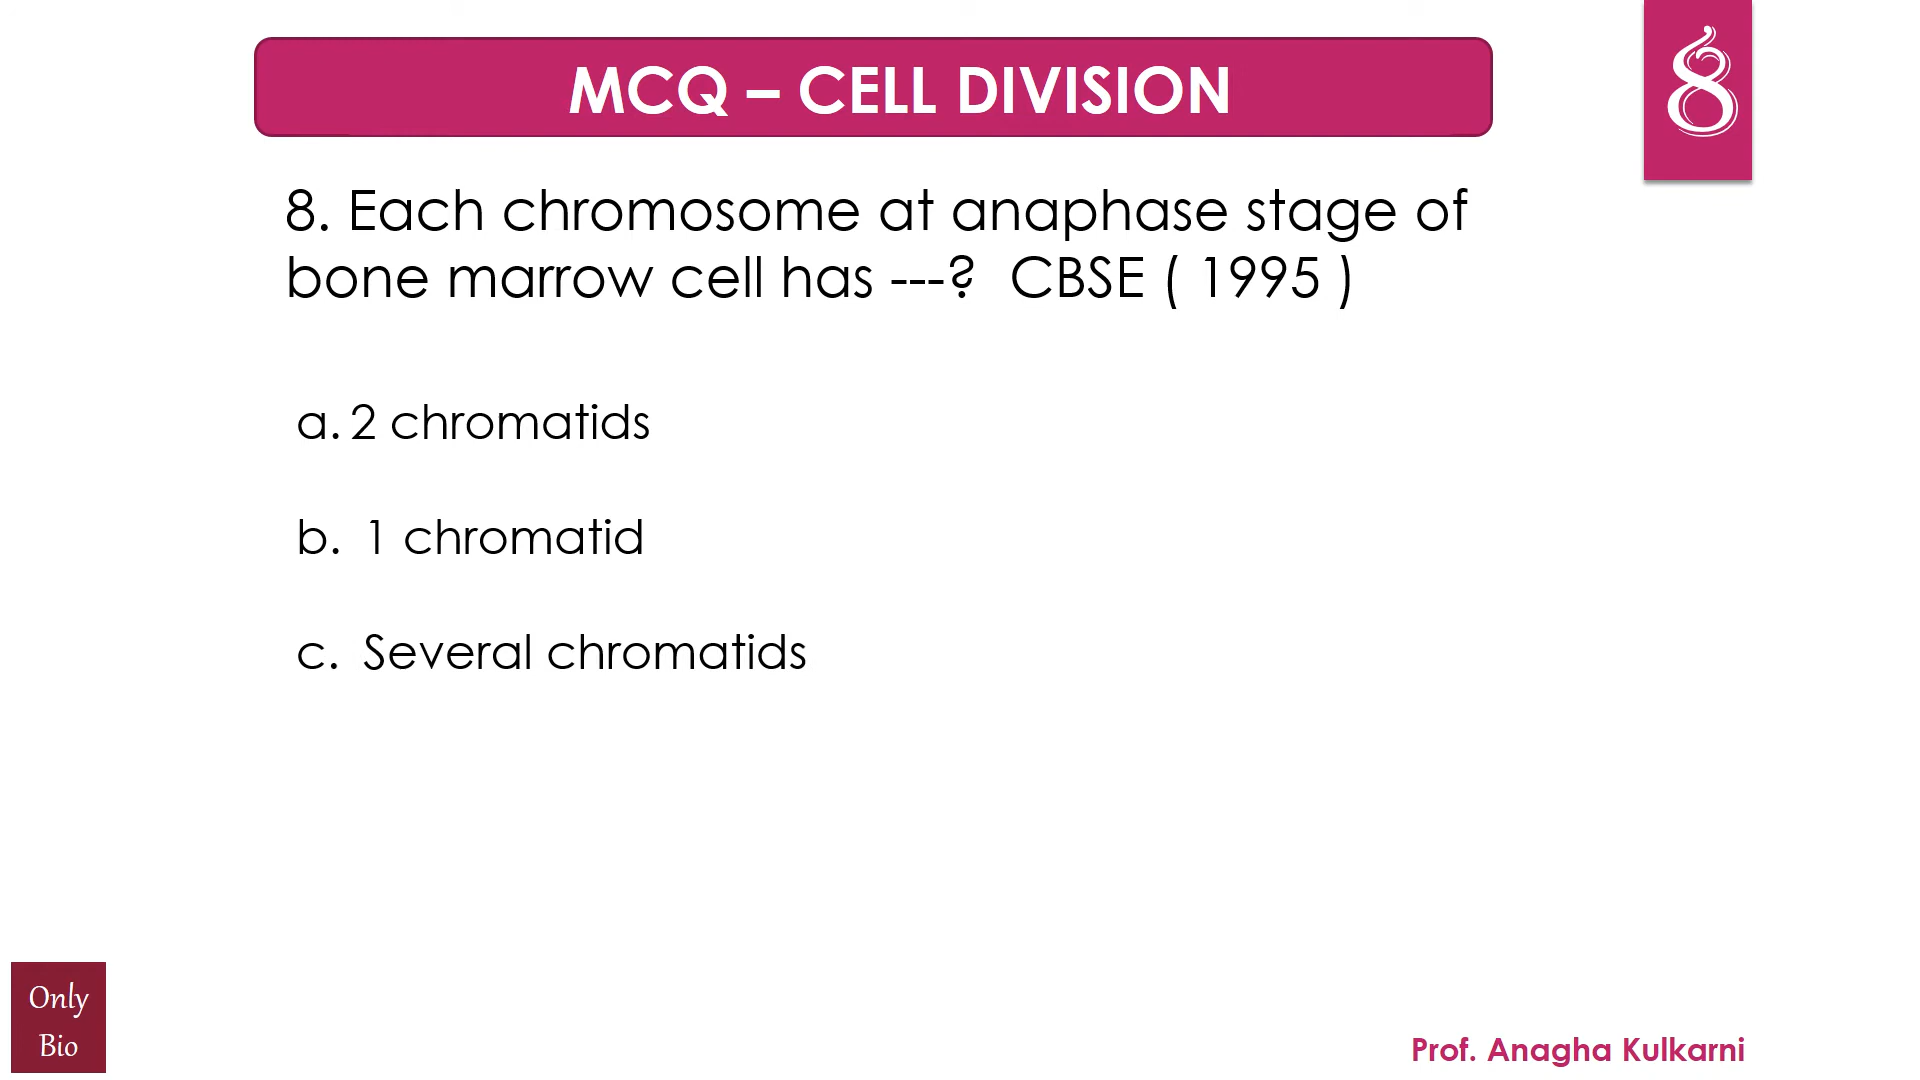 MCQ – CELL DIVISION
8
8. Each chromosome at anaphase stage of
bone marrow cell has ---? CBSE ( 1995 )
a. 2 chromatids
b. 1 chromatid
c. Several chromatids
Only
Bio
Prof. Anagha Kulkarni